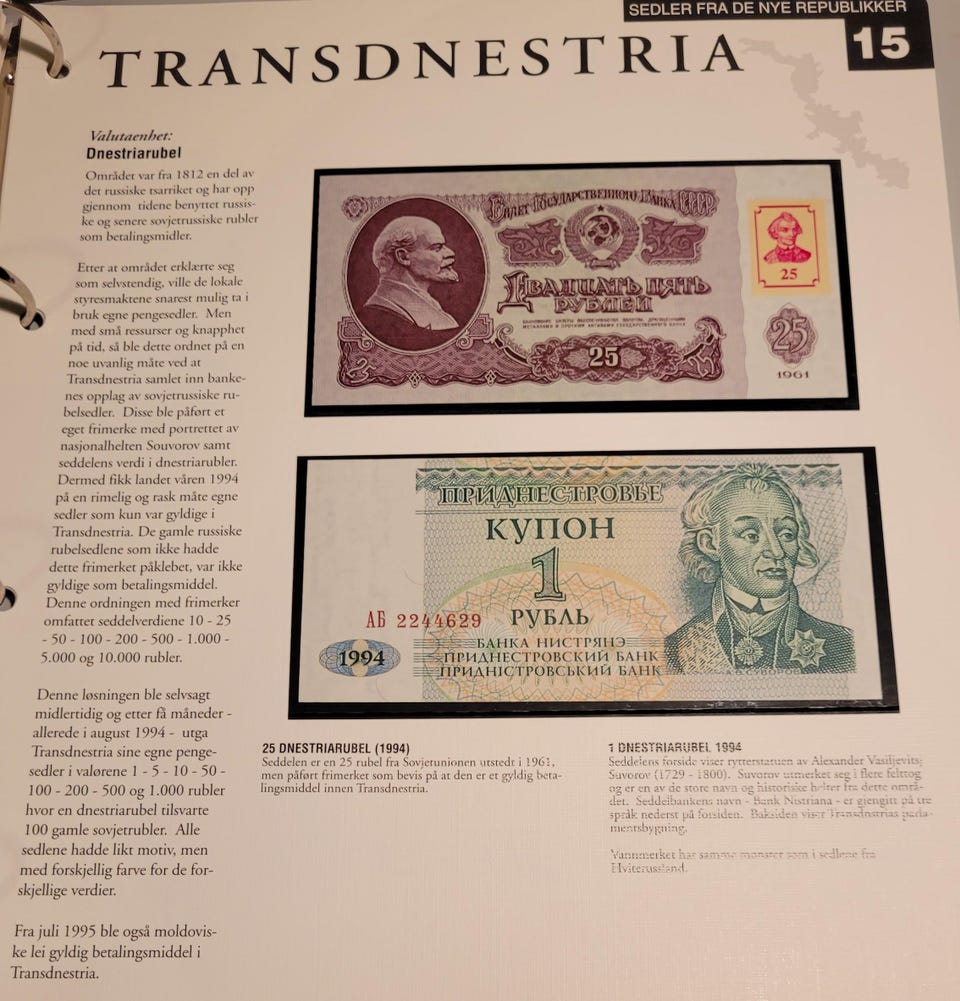 SEDLER FRA DE NYE REPUBLIKKER
15
TRANSDNESTRIA
Valutaenhet:
Dnestriarubel
Området var fra 1812 en del av
det russiske tsarriket og har opp
gjennom tidene benyttet russis-
ke og senere sovjetrussiske rubler
som betalingsmidler.
Etter at området erklærte seg
som selvstendig, ville de lokale
styresmaktene snarest mulig ta i
bruk egne pengesedler. Men
med små ressurser og knapphet
på tid, så ble dette ordnet på en
noe uvanlig måte ved at
Transdnestria samlet inn banke-
nes opplag av sovjetrussiske ru-
belsedler. Disse ble påført et
eget frimerke med portrettet av
nasjonalhelten Souvorov samt
seddelens verdi i dnestriarubler.
Dermed fikk landet våren 1994
på en rimelig og rask måte egne
sedler som kun var gyldige i
Transdnestria. De gamle russiske
rubelsedlene som ikke hadde
dette frimerket påklebet, var ikke
gyldige som betalingsmiddel.
Denne ordningen med frimerker
omfattet seddelverdiene 10 - 25
- 50 - 100 - 200 - 500 - 1.000 -
5.000 og 10.000 rubler.
Denne løsningen ble selvsagt
midlertidig og etter få måneder -
allerede i august 1994 - utga
Transdnestria sine egne penge-
sedler i valørene 1 - 5 - 10 - 50 -
100 - 200 - 500 og 1.000 rubler
hvor en dnestriarubel tilsvarte
100 gamle sovjetrubler. Alle
sedlene hadde likt motiv, men
med forskjellig farve for de for-
skjellige verdier.
Fra juli 1995 ble også moldovis-
ke lei gyldig betalingsmiddel i
Transdnestria.
Билет Государственного Банка СССР
Двадцать пять
рублей
25
25
25
1961
ПРИДНЕСТРОВЬЕ
КУПОН
1
РУБЛЬ
АБ 2244629
1994
БАНКА НИСТРЯНЭ
ПРИДНЕСТРОВСКИЙ БАНК
ПРИДНІСТРОВСЬКИЙ БАНК
А.В.СУВОРОВ
25 DNESTRIARUBEL (1994)
Seddelen er en 25 rubel fra Sovjetunionen utstedt i 1961,
men påført frimerket som bevis på at den er et gyldig beta-
lingsmiddel innen Transdnestria.
1 DNESTRIARUBEL 1994
Seddelens forside viser rytterstatuen av Alexander Vasiljevitsj
Suvorov (1729 - 1800). Suvorov utmerket seg i flere felttog
og er en av de store navn og historiske helter fra dette områ-
det. Seddelbankens navn - Bank Nistriana - er gjengitt på tre
språk nederst på forsiden. Baksiden viser Transdnistrias parla-
mentsbygning.
Vannmerket har samme mønster som i sedlene fra
Hviterussland.